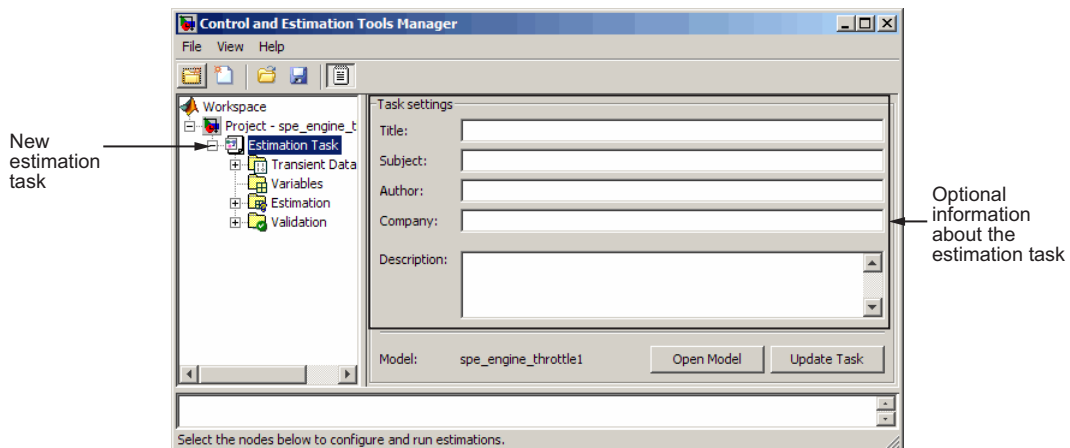 Control and Estimation Tools Manager
File View Help
Workspace
Project - spe_engine_t
Estimation Task
Transient Data
Variables
Estimation
Validation
Task settings
Title:
Subject:
Author:
Company:
Description:
Model: spe_engine_throttle1 Open Model Update Task
Select the nodes below to configure and run estimations.
New
estimation
task
Optional
information
about the
estimation task